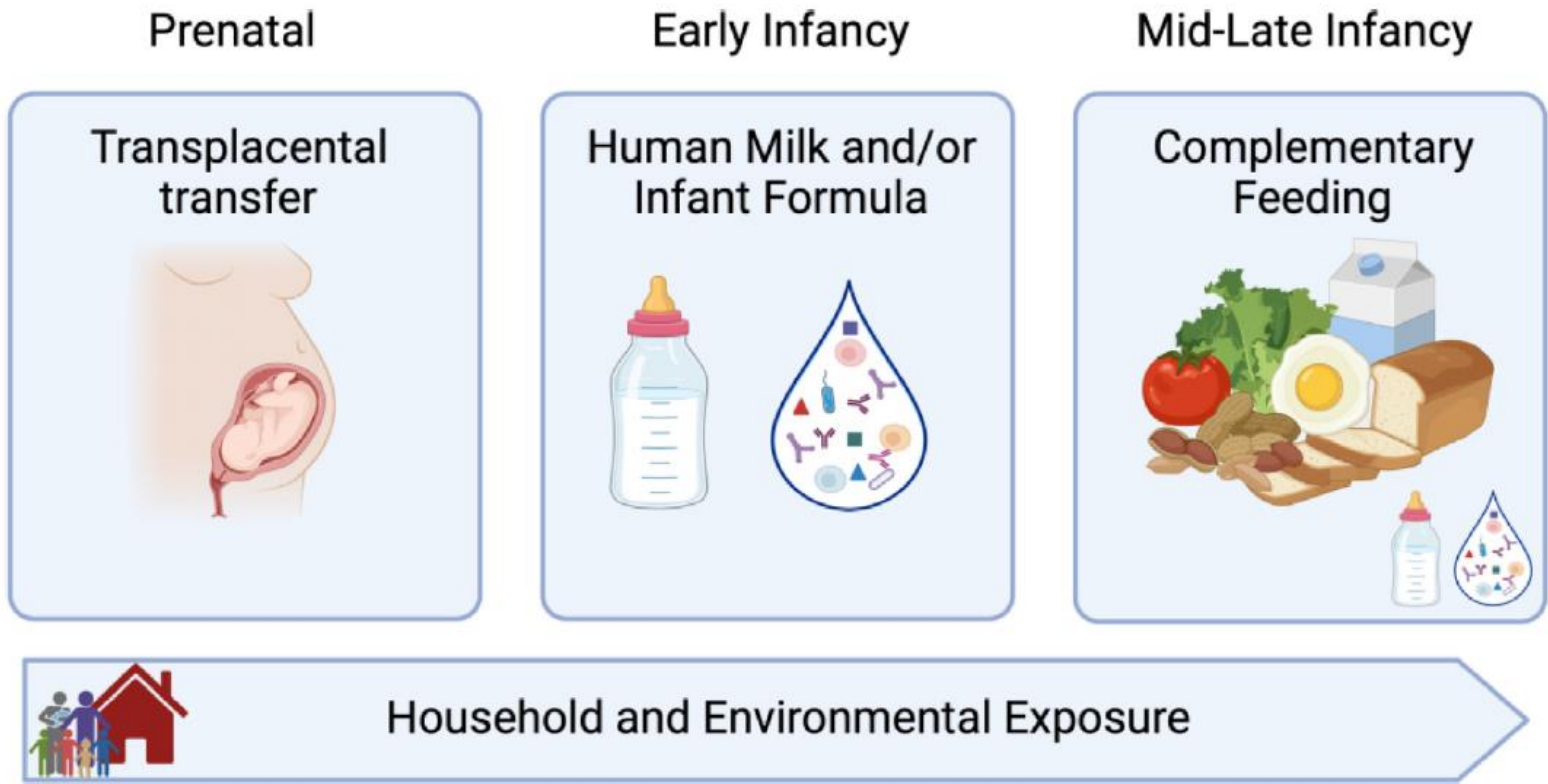 Prenatal
Early Infancy
Mid-Late Infancy
Transplacental
transfer
Human Milk and/or
Infant Formula
Complementary
Feeding
Household and Environmental Exposure